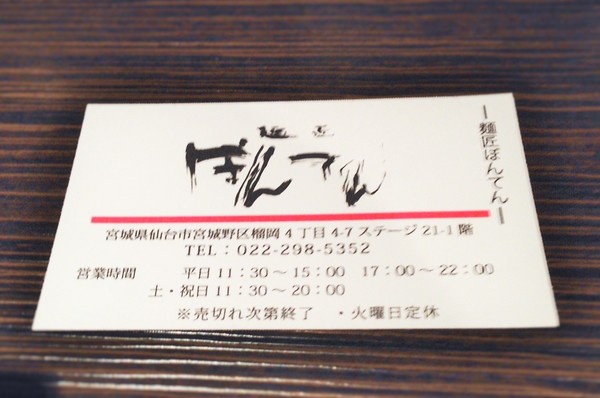 麺匠
ぼんてん
― 麺匠ぼんてん ―
宮城県仙台市宮城野区榴岡4丁目4-7ステージ21-1階
TEL：022-298-5352
営業時間 平日11：30～15：00 17：00～22：00
土・祝日11：30～20：00
※売切れ次第終了 ・火曜日定休